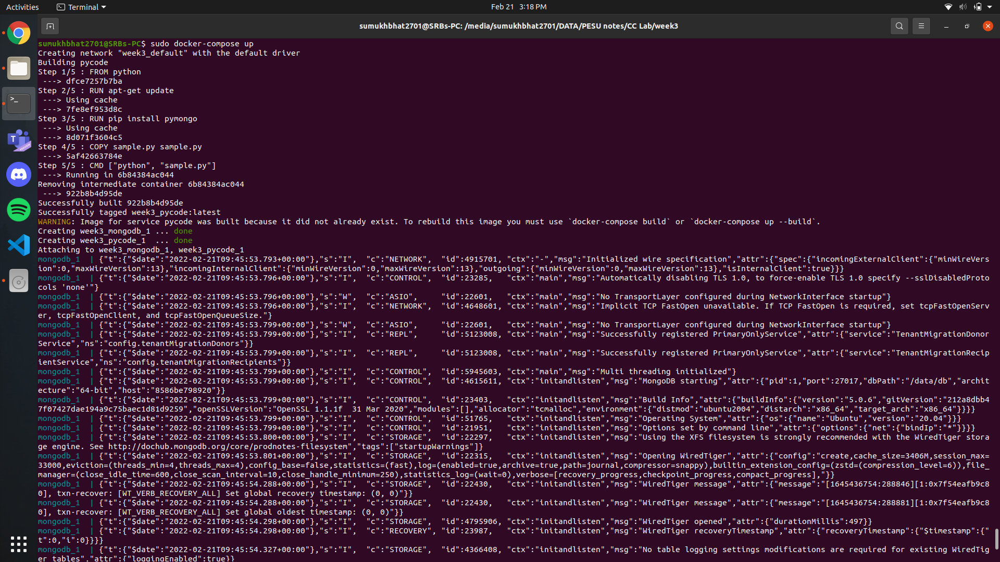 Activities
Terminal
Feb 21 3:18 PM
sumukhbhat2701@SRBs-PC: /media/sumukhbhat2701/DATA/PESU notes/CC Lab/week3
sumukhbhat2701@SRBs-PC$ sudo docker-compose up
Creating network "week3_default" with the default driver
Building pycode
Step 1/5 : FROM python
 ---> dfce7257b7ba
Step 2/5 : RUN apt-get update
 ---> Using cache
 ---> 7fe8ef953d8c
Step 3/5 : RUN pip install pymongo
 ---> Using cache
 ---> 8d071f3604c5
Step 4/5 : COPY sample.py sample.py
 ---> 5af42663784e
Step 5/5 : CMD ["python", "sample.py"]
 ---> Running in 6b84384ac044
Removing intermediate container 6b84384ac044
 ---> 922b8b4d95de
Successfully built 922b8b4d95de
Successfully tagged week3_pycode:latest
WARNING: Image for service pycode was built because it did not already exist. To rebuild this image you must use `docker-compose build` or `docker-compose up --build`.
Creating week3_mongodb_1 ... done
Creating week3_pycode_1  ... done
Attaching to week3_mongodb_1, week3_pycode_1
mongodb_1  | {"t":{"$date":"2022-02-21T09:45:53.793+00:00"},"s":"I",  "c":"NETWORK",  "id":4915701, "ctx":"-","msg":"Initialized wire specification","attr":{"spec":{"incomingExternalClient":{"minWireVers
ion":0,"maxWireVersion":13},"incomingInternalClient":{"minWireVersion":0,"maxWireVersion":13},"outgoing":{"minWireVersion":0,"maxWireVersion":13},"isInternalClient":true}}}
mongodb_1  | {"t":{"$date":"2022-02-21T09:45:53.796+00:00"},"s":"I",  "c":"CONTROL",  "id":23285,   "ctx":"main","msg":"Automatically disabling TLS 1.0, to force-enable TLS 1.0 specify --sslDisabledProto
cols 'none'"}
mongodb_1  | {"t":{"$date":"2022-02-21T09:45:53.796+00:00"},"s":"W",  "c":"ASIO",     "id":22601,   "ctx":"main","msg":"No TransportLayer configured during NetworkInterface startup"}
mongodb_1  | {"t":{"$date":"2022-02-21T09:45:53.796+00:00"},"s":"I",  "c":"NETWORK",  "id":4648601, "ctx":"main","msg":"Implicit TCP FastOpen unavailable. If TCP FastOpen is required, set tcpFastOpenServ
er, tcpFastOpenClient, and tcpFastOpenQueueSize."}
mongodb_1  | {"t":{"$date":"2022-02-21T09:45:53.799+00:00"},"s":"W",  "c":"ASIO",     "id":22601,   "ctx":"main","msg":"No TransportLayer configured during NetworkInterface startup"}
mongodb_1  | {"t":{"$date":"2022-02-21T09:45:53.799+00:00"},"s":"I",  "c":"REPL",     "id":5123008, "ctx":"main","msg":"Successfully registered PrimaryOnlyService","attr":{"service":"TenantMigrationDonor
Service","ns":"config.tenantMigrationDonors"}}
mongodb_1  | {"t":{"$date":"2022-02-21T09:45:53.799+00:00"},"s":"I",  "c":"REPL",     "id":5123008, "ctx":"main","msg":"Successfully registered PrimaryOnlyService","attr":{"service":"TenantMigrationRecip
ientService","ns":"config.tenantMigrationRecipients"}}
mongodb_1  | {"t":{"$date":"2022-02-21T09:45:53.799+00:00"},"s":"I",  "c":"CONTROL",  "id":5945603, "ctx":"main","msg":"Multi threading initialized"}
mongodb_1  | {"t":{"$date":"2022-02-21T09:45:53.799+00:00"},"s":"I",  "c":"CONTROL",  "id":4615611, "ctx":"initandlisten","msg":"MongoDB starting","attr":{"pid":1,"port":27017,"dbPath":"/data/db","archit
ecture":"64-bit","host":"8586be798920"}}
mongodb_1  | {"t":{"$date":"2022-02-21T09:45:53.799+00:00"},"s":"I",  "c":"CONTROL",  "id":23403,   "ctx":"initandlisten","msg":"Build Info","attr":{"buildInfo":{"version":"5.0.6","gitVersion":"212a8dbb4
7f07427dae194a9c75baec1d81d9259","openSSLVersion":"OpenSSL 1.1.1f  31 Mar 2020","modules":[],"allocator":"tcmalloc","environment":{"distmod":"ubuntu2004","distarch":"x86_64","target_arch":"x86_64"}}}}
mongodb_1  | {"t":{"$date":"2022-02-21T09:45:53.799+00:00"},"s":"I",  "c":"CONTROL",  "id":51765,   "ctx":"initandlisten","msg":"Operating System","attr":{"os":{"name":"Ubuntu","version":"20.04"}}}
mongodb_1  | {"t":{"$date":"2022-02-21T09:45:53.799+00:00"},"s":"I",  "c":"CONTROL",  "id":21951,   "ctx":"initandlisten","msg":"Options set by command line","attr":{"options":{"net":{"bindIp":"*"}}}}
mongodb_1  | {"t":{"$date":"2022-02-21T09:45:53.800+00:00"},"s":"I",  "c":"STORAGE",  "id":22297,   "ctx":"initandlisten","msg":"Using the XFS filesystem is strongly recommended with the WiredTiger stora
ge engine. See http://dochub.mongodb.org/core/prodnotes-filesystem","tags":["startupWarnings"]}
mongodb_1  | {"t":{"$date":"2022-02-21T09:45:53.801+00:00"},"s":"I",  "c":"STORAGE",  "id":22315,   "ctx":"initandlisten","msg":"Opening WiredTiger","attr":{"config":"create,cache_size=3406M,session_max=
33000,eviction=(threads_min=4,threads_max=4),config_base=false,statistics=(fast),log=(enabled=true,archive=true,path=journal,compressor=snappy),builtin_extension_config=(zstd=(compression_level=6)),file_
manager=(close_idle_time=600,close_scan_interval=10,close_handle_minimum=250),statistics_log=(wait=0),verbose=[recovery_progress,checkpoint_progress,compact_progress],"}}
mongodb_1  | {"t":{"$date":"2022-02-21T09:45:54.288+00:00"},"s":"I",  "c":"STORAGE",  "id":22430,   "ctx":"initandlisten","msg":"WiredTiger message","attr":{"message":"[1645436754:288846][1:0x7f54eafb9c8
0], txn-recover: [WT_VERB_RECOVERY_ALL] Set global recovery timestamp: (0, 0)"}}
mongodb_1  | {"t":{"$date":"2022-02-21T09:45:54.288+00:00"},"s":"I",  "c":"STORAGE",  "id":22430,   "ctx":"initandlisten","msg":"WiredTiger message","attr":{"message":"[1645436754:288881][1:0x7f54eafb9c8
0], txn-recover: [WT_VERB_RECOVERY_ALL] Set global oldest timestamp: (0, 0)"}}
mongodb_1  | {"t":{"$date":"2022-02-21T09:45:54.298+00:00"},"s":"I",  "c":"STORAGE",  "id":4795906, "ctx":"initandlisten","msg":"WiredTiger opened","attr":{"durationMillis":497}}
mongodb_1  | {"t":{"$date":"2022-02-21T09:45:54.298+00:00"},"s":"I",  "c":"RECOVERY", "id":23987,   "ctx":"initandlisten","msg":"WiredTiger recoveryTimestamp","attr":{"recoveryTimestamp":{"$timestamp":{"
t":0,"i":0}}}}
mongodb_1  | {"t":{"$date":"2022-02-21T09:45:54.327+00:00"},"s":"I",  "c":"STORAGE",  "id":4366408, "ctx":"initandlisten","msg":"No table logging settings modifications are required for existing WiredTig
er tables","attr":{"loggingEnabled":true}}